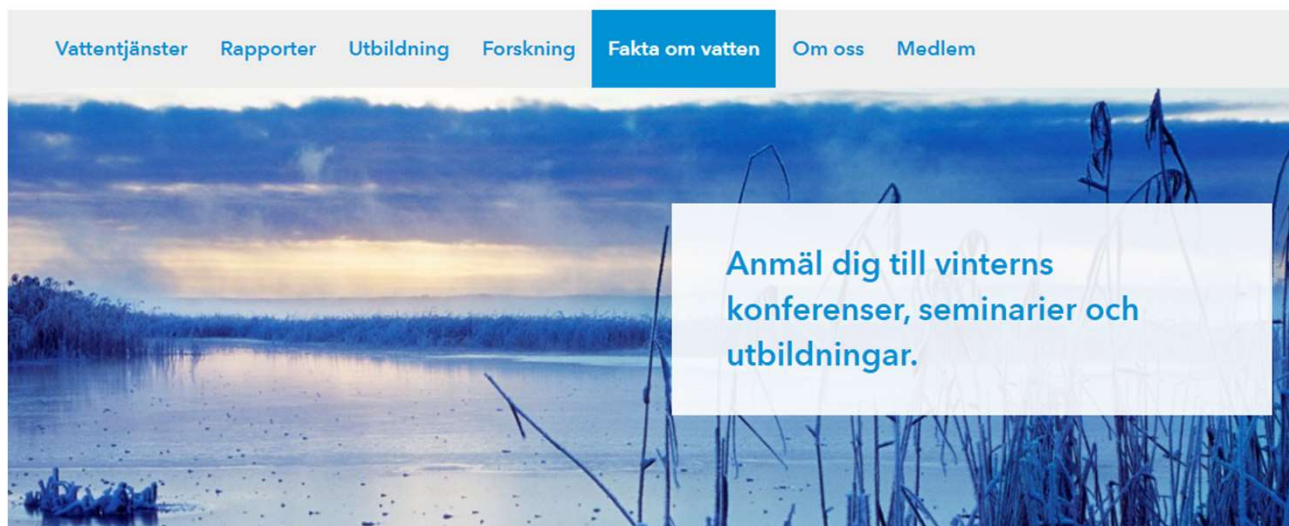 Vattentjänster Rapporter Utbildning Forskning Fakta om vatten Om oss Medlem
Anmäl dig till vinterns
konferenser, seminarier och
utbildningar.